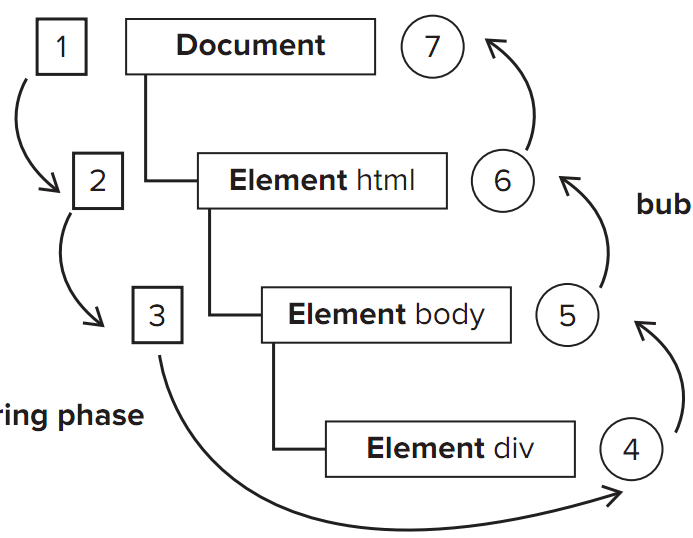 1 Document 7
2 Element html 6
bub
3 Element body 5
ring phase
Element div 4